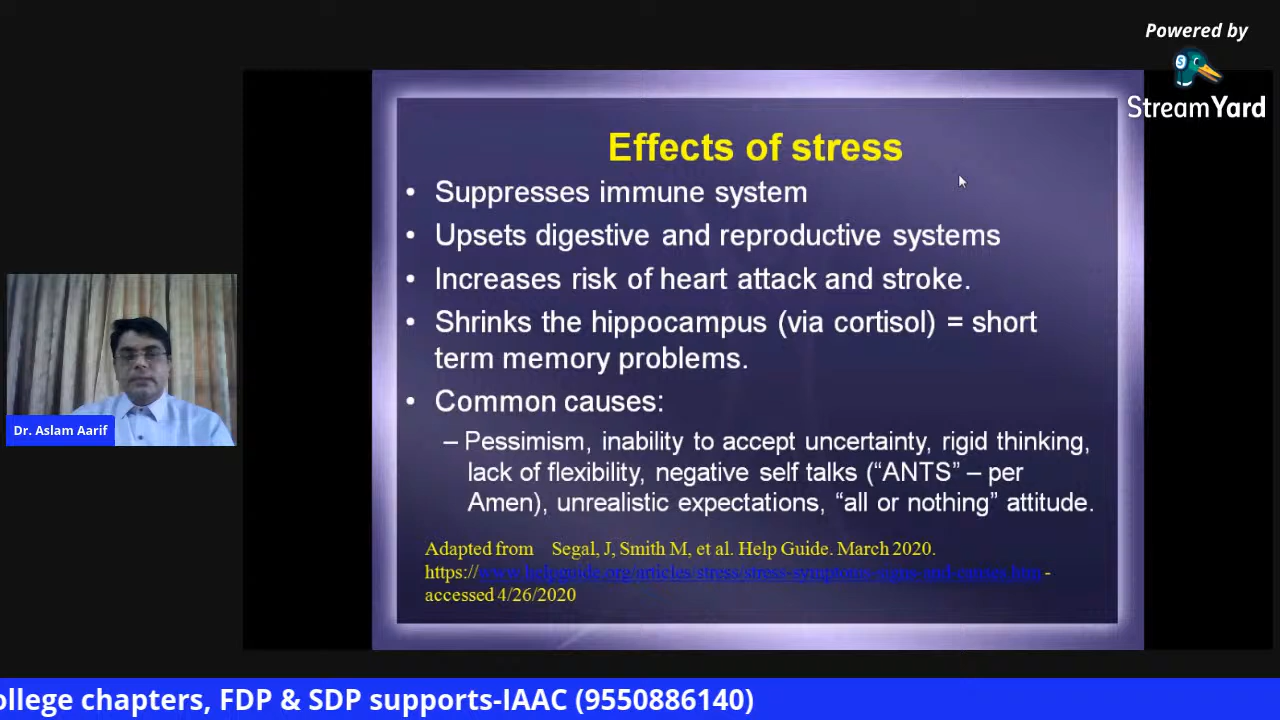 Powered by
StreamYard
Effects of stress
• Suppresses immune system
• Upsets digestive and reproductive systems
• Increases risk of heart attack and stroke.
• Shrinks the hippocampus (via cortisol) = short
term memory problems.
• Common causes:
– Pessimism, inability to accept uncertainty, rigid thinking,
lack of flexibility, negative self talks (“ANTS” – per
Amen), unrealistic expectations, “all or nothing” attitude.
Adapted from Segal, J, Smith M, et al. Help Guide. March 2020.
https://www.helpguide.org/articles/stress/stress-symptoms-signs-and-causes.htm -
accessed 4/26/2020
Dr. Aslam Aarif
ollege chapters, FDP & SDP supports-IAAC (9550886140)